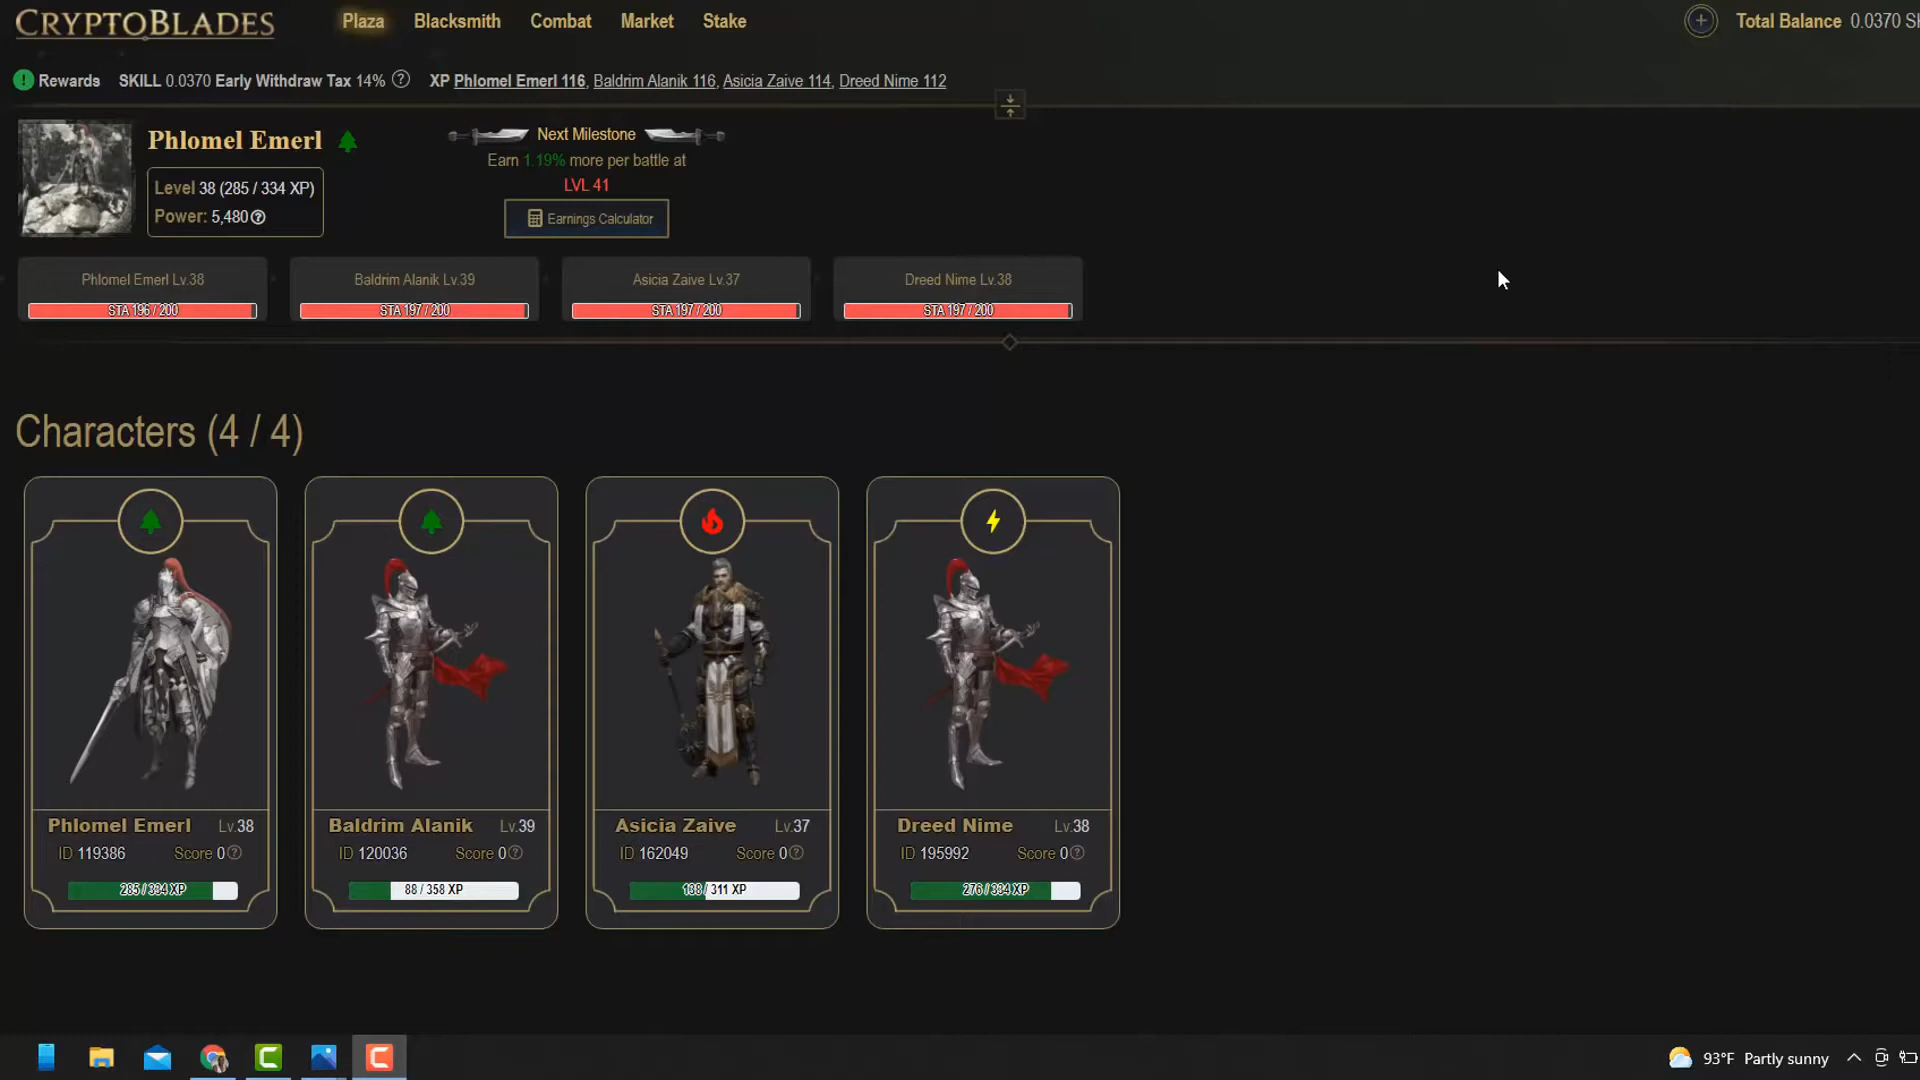 CRYPTOBLADES
Plaza Blacksmith Combat Market Stake
Total Balance 0.0370
Rewards SKILL 0.0370 Early Withdraw Tax 14% XP Phlomel Emerl 116, Baldrim Alanik 116, Asicia Zaive 114, Dreed Nime 112
Phlomel Emerl
Level 38 (285 / 334 XP)
Power: 5,480
Next Milestone
Earn 1.19% more per battle at
LVL 41
Earnings Calculator
Phlomel Emerl Lv.38
STA 196 / 200
Baldrim Alanik Lv.39
STA 197 / 200
Asicia Zaive Lv.37
STA 197 / 200
Dreed Nime Lv.38
STA 197 / 200
Characters (4 / 4)
Phlomel Emerl Lv.38
ID 119386 Score 0
285 / 334 XP
Baldrim Alanik Lv.39
ID 120036 Score 0
88 / 358 XP
Asicia Zaive Lv.37
ID 162049 Score 0
138 / 311 XP
Dreed Nime Lv.38
ID 195992 Score 0
276 / 334 XP
93°F Partly sunny